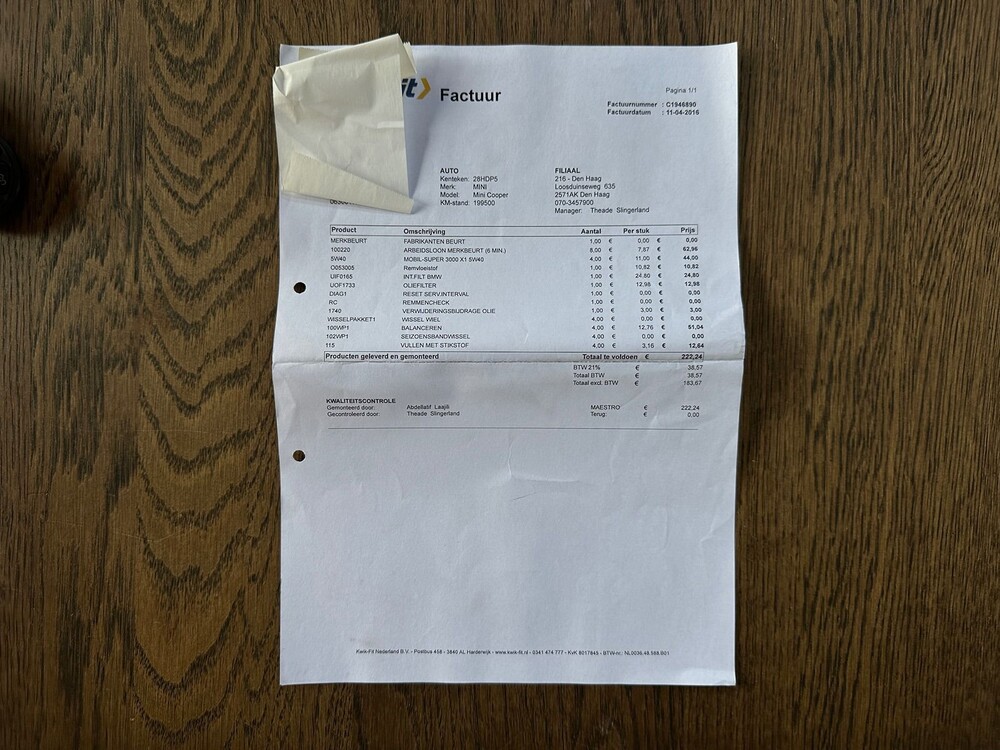 it
Factuur
Pagina 1/1
Factuurnummer : C1946890
Factuurdatum : 11-04-2016
AUTO
Kenteken: 28HDP5
Merk: MINI
Model: Mini Cooper
KM-stand: 199500
FILIAAL
216 - Den Haag
Loosduinseweg 635
2571AK Den Haag
070-3457900
Manager: Theade Slingerland
Product Omschrijving Aantal Per stuk Prijs
MERKBEURT FABRIKANTEN BEURT 1,00 € 0,00 € 0,00
100220 ARBEIDSLOON MERKBEURT (6 MIN.) 8,00 € 7,87 € 62,96
5W40 MOBIL-SUPER 3000 X1 5W40 4,00 € 11,00 € 44,00
O053005 Remvloeistof 1,00 € 10,82 € 10,82
UIF0165 INT.FILT BMW 1,00 € 24,80 € 24,80
UOF1733 OLIEFILTER 1,00 € 12,98 € 12,98
DIAG1 RESET SERV.INTERVAL 1,00 € 0,00 € 0,00
RC REMMENCHECK 1,00 € 0,00 € 0,00
1740 VERWIJDERINGSBIJDRAGE OLIE 1,00 € 3,00 € 3,00
WISSELPAKKET1 WISSEL WIEL 4,00 € 0,00 € 0,00
100WP1 BALANCEREN 4,00 € 12,76 € 51,04
102WP1 SEIZOENSBANDWISSEL 4,00 € 0,00 € 0,00
115 VULLEN MET STIKSTOF 4,00 € 3,16 € 12,64
Producten geleverd en gemonteerd Totaal te voldoen € 222,24
BTW 21% € 38,57
Totaal BTW € 38,57
Totaal excl. BTW € 183,67
KWALITEITSCONTROLE
Gemonteerd door: Abdellatif Laajili MAESTRO € 222,24
Gecontroleerd door: Theade Slingerland Terug: € 0,00
Kwik-Fit Nederland B.V. - Postbus 458 - 3840 AL Harderwijk - www.kwik-fit.nl - 0341 474 777 - KvK 8017845 - BTW-nr.: NL0036.48.588.B01